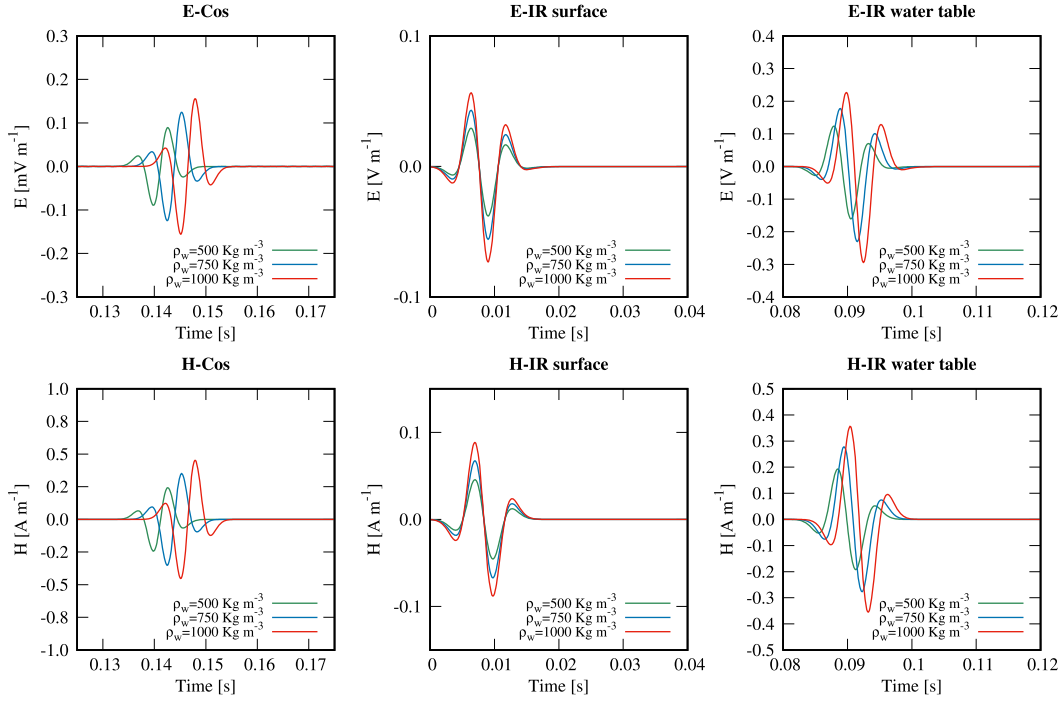 E-Cos
E [mV m⁻¹]
0.3
0.2
0.1
0.0
-0.1
-0.2
-0.3
ρw=500 Kg m⁻³
ρw=750 Kg m⁻³
ρw=1000 Kg m⁻³
0.13 0.14 0.15 0.16 0.17
Time [s]
E-IR surface
E [V m⁻¹]
0.1
0.0
-0.1
ρw=500 Kg m⁻³
ρw=750 Kg m⁻³
ρw=1000 Kg m⁻³
0 0.01 0.02 0.03 0.04
Time [s]
E-IR water table
E [V m⁻¹]
0.4
0.3
0.2
0.1
0.0
-0.1
-0.2
-0.3
-0.4
ρw=500 Kg m⁻³
ρw=750 Kg m⁻³
ρw=1000 Kg m⁻³
0.08 0.09 0.1 0.11 0.12
Time [s]
H-Cos
H [A m⁻¹]
1.0
0.8
0.5
0.2
0.0
-0.2
-0.5
-0.8
-1.0
ρw=500 Kg m⁻³
ρw=750 Kg m⁻³
ρw=1000 Kg m⁻³
0.13 0.14 0.15 0.16 0.17
Time [s]
H-IR surface
H [A m⁻¹]
0.1
0.0
-0.1
ρw=500 Kg m⁻³
ρw=750 Kg m⁻³
ρw=1000 Kg m⁻³
0 0.01 0.02 0.03 0.04
Time [s]
H-IR water table
H [A m⁻¹]
0.5
0.4
0.3
0.2
0.1
0.0
-0.1
-0.2
-0.3
-0.4
-0.5
ρw=500 Kg m⁻³
ρw=750 Kg m⁻³
ρw=1000 Kg m⁻³
0.08 0.09 0.1 0.11 0.12
Time [s]